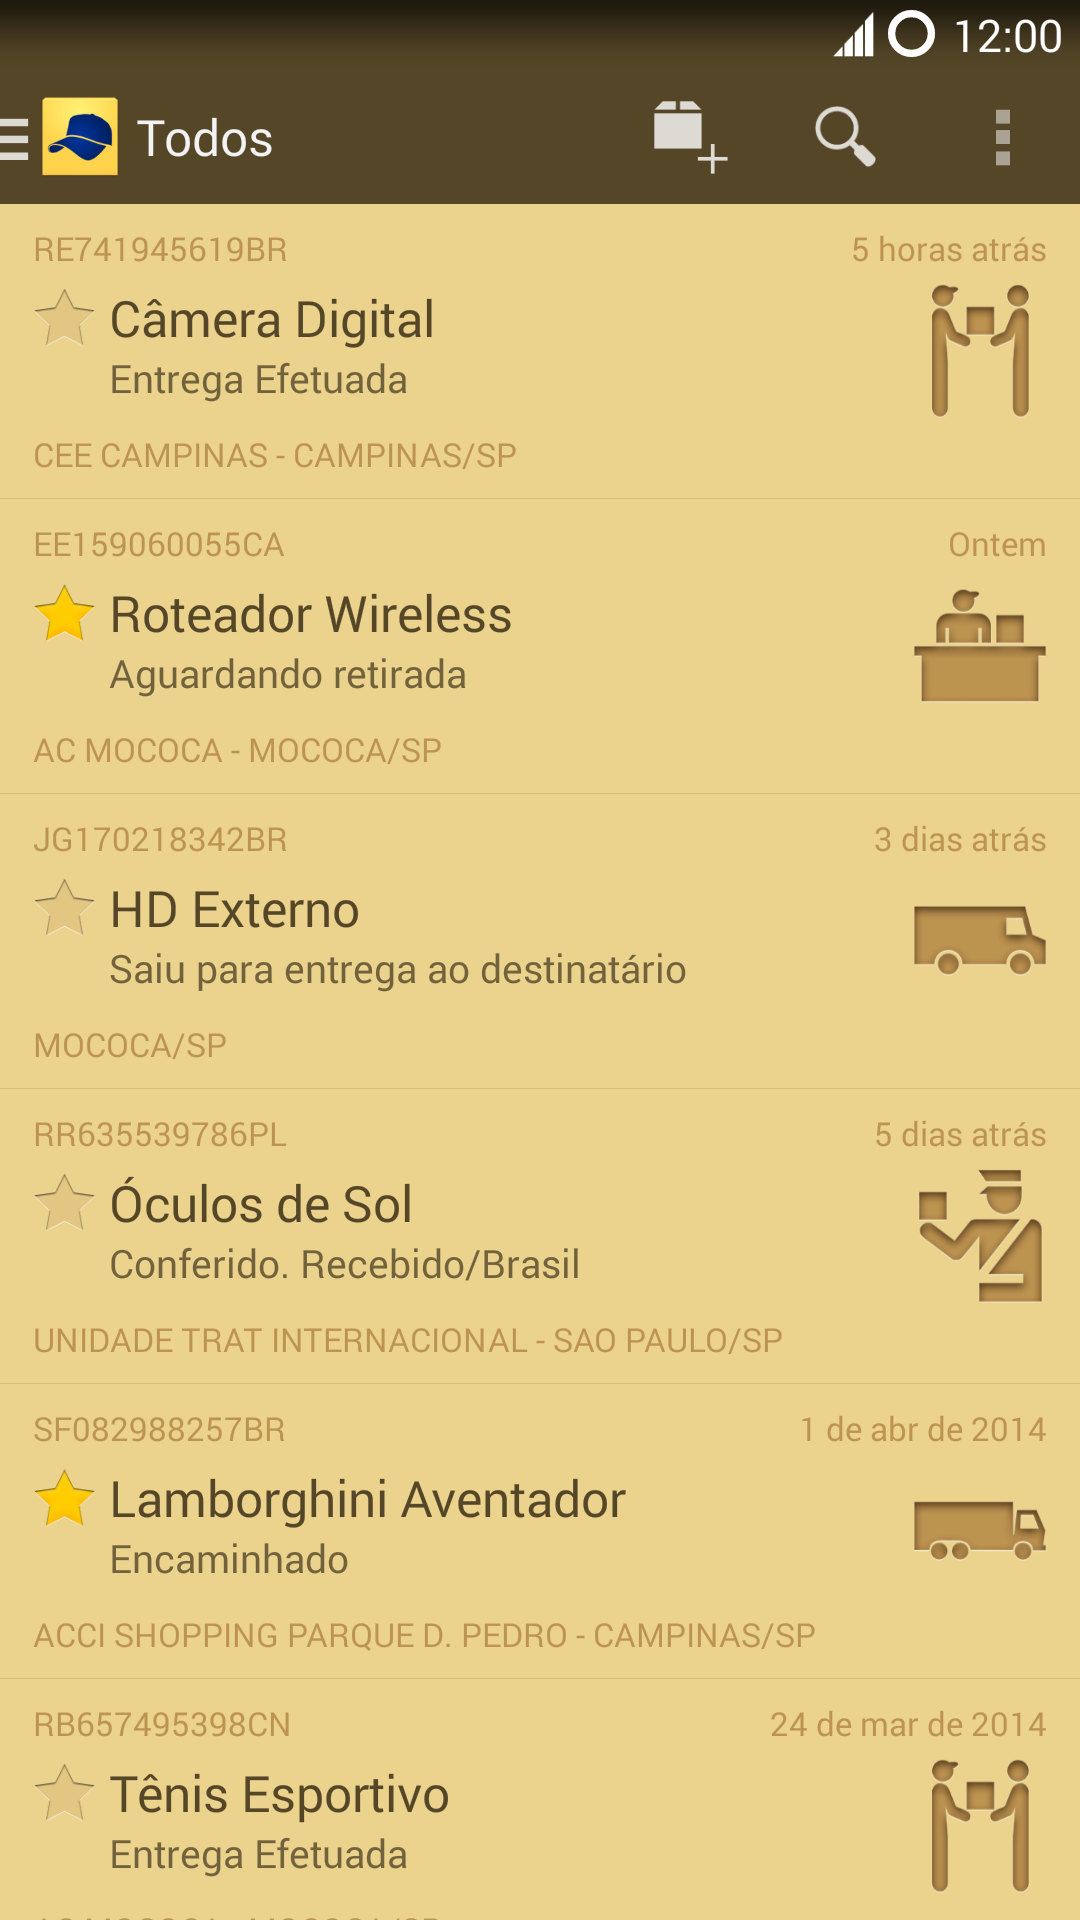 12:00
Todos
RE741945619BR 5 horas atrás
Câmera Digital
Entrega Efetuada
CEE CAMPINAS - CAMPINAS/SP
EE159060055CA Ontem
Roteador Wireless
Aguardando retirada
AC MOCOCA - MOCOCA/SP
JG170218342BR 3 dias atrás
HD Externo
Saiu para entrega ao destinatário
MOCOCA/SP
RR635539786PL 5 dias atrás
Óculos de Sol
Conferido. Recebido/Brasil
UNIDADE TRAT INTERNACIONAL - SAO PAULO/SP
SF082988257BR 1 de abr de 2014
Lamborghini Aventador
Encaminhado
ACCI SHOPPING PARQUE D. PEDRO - CAMPINAS/SP
RB657495398CN 24 de mar de 2014
Tênis Esportivo
Entrega Efetuada